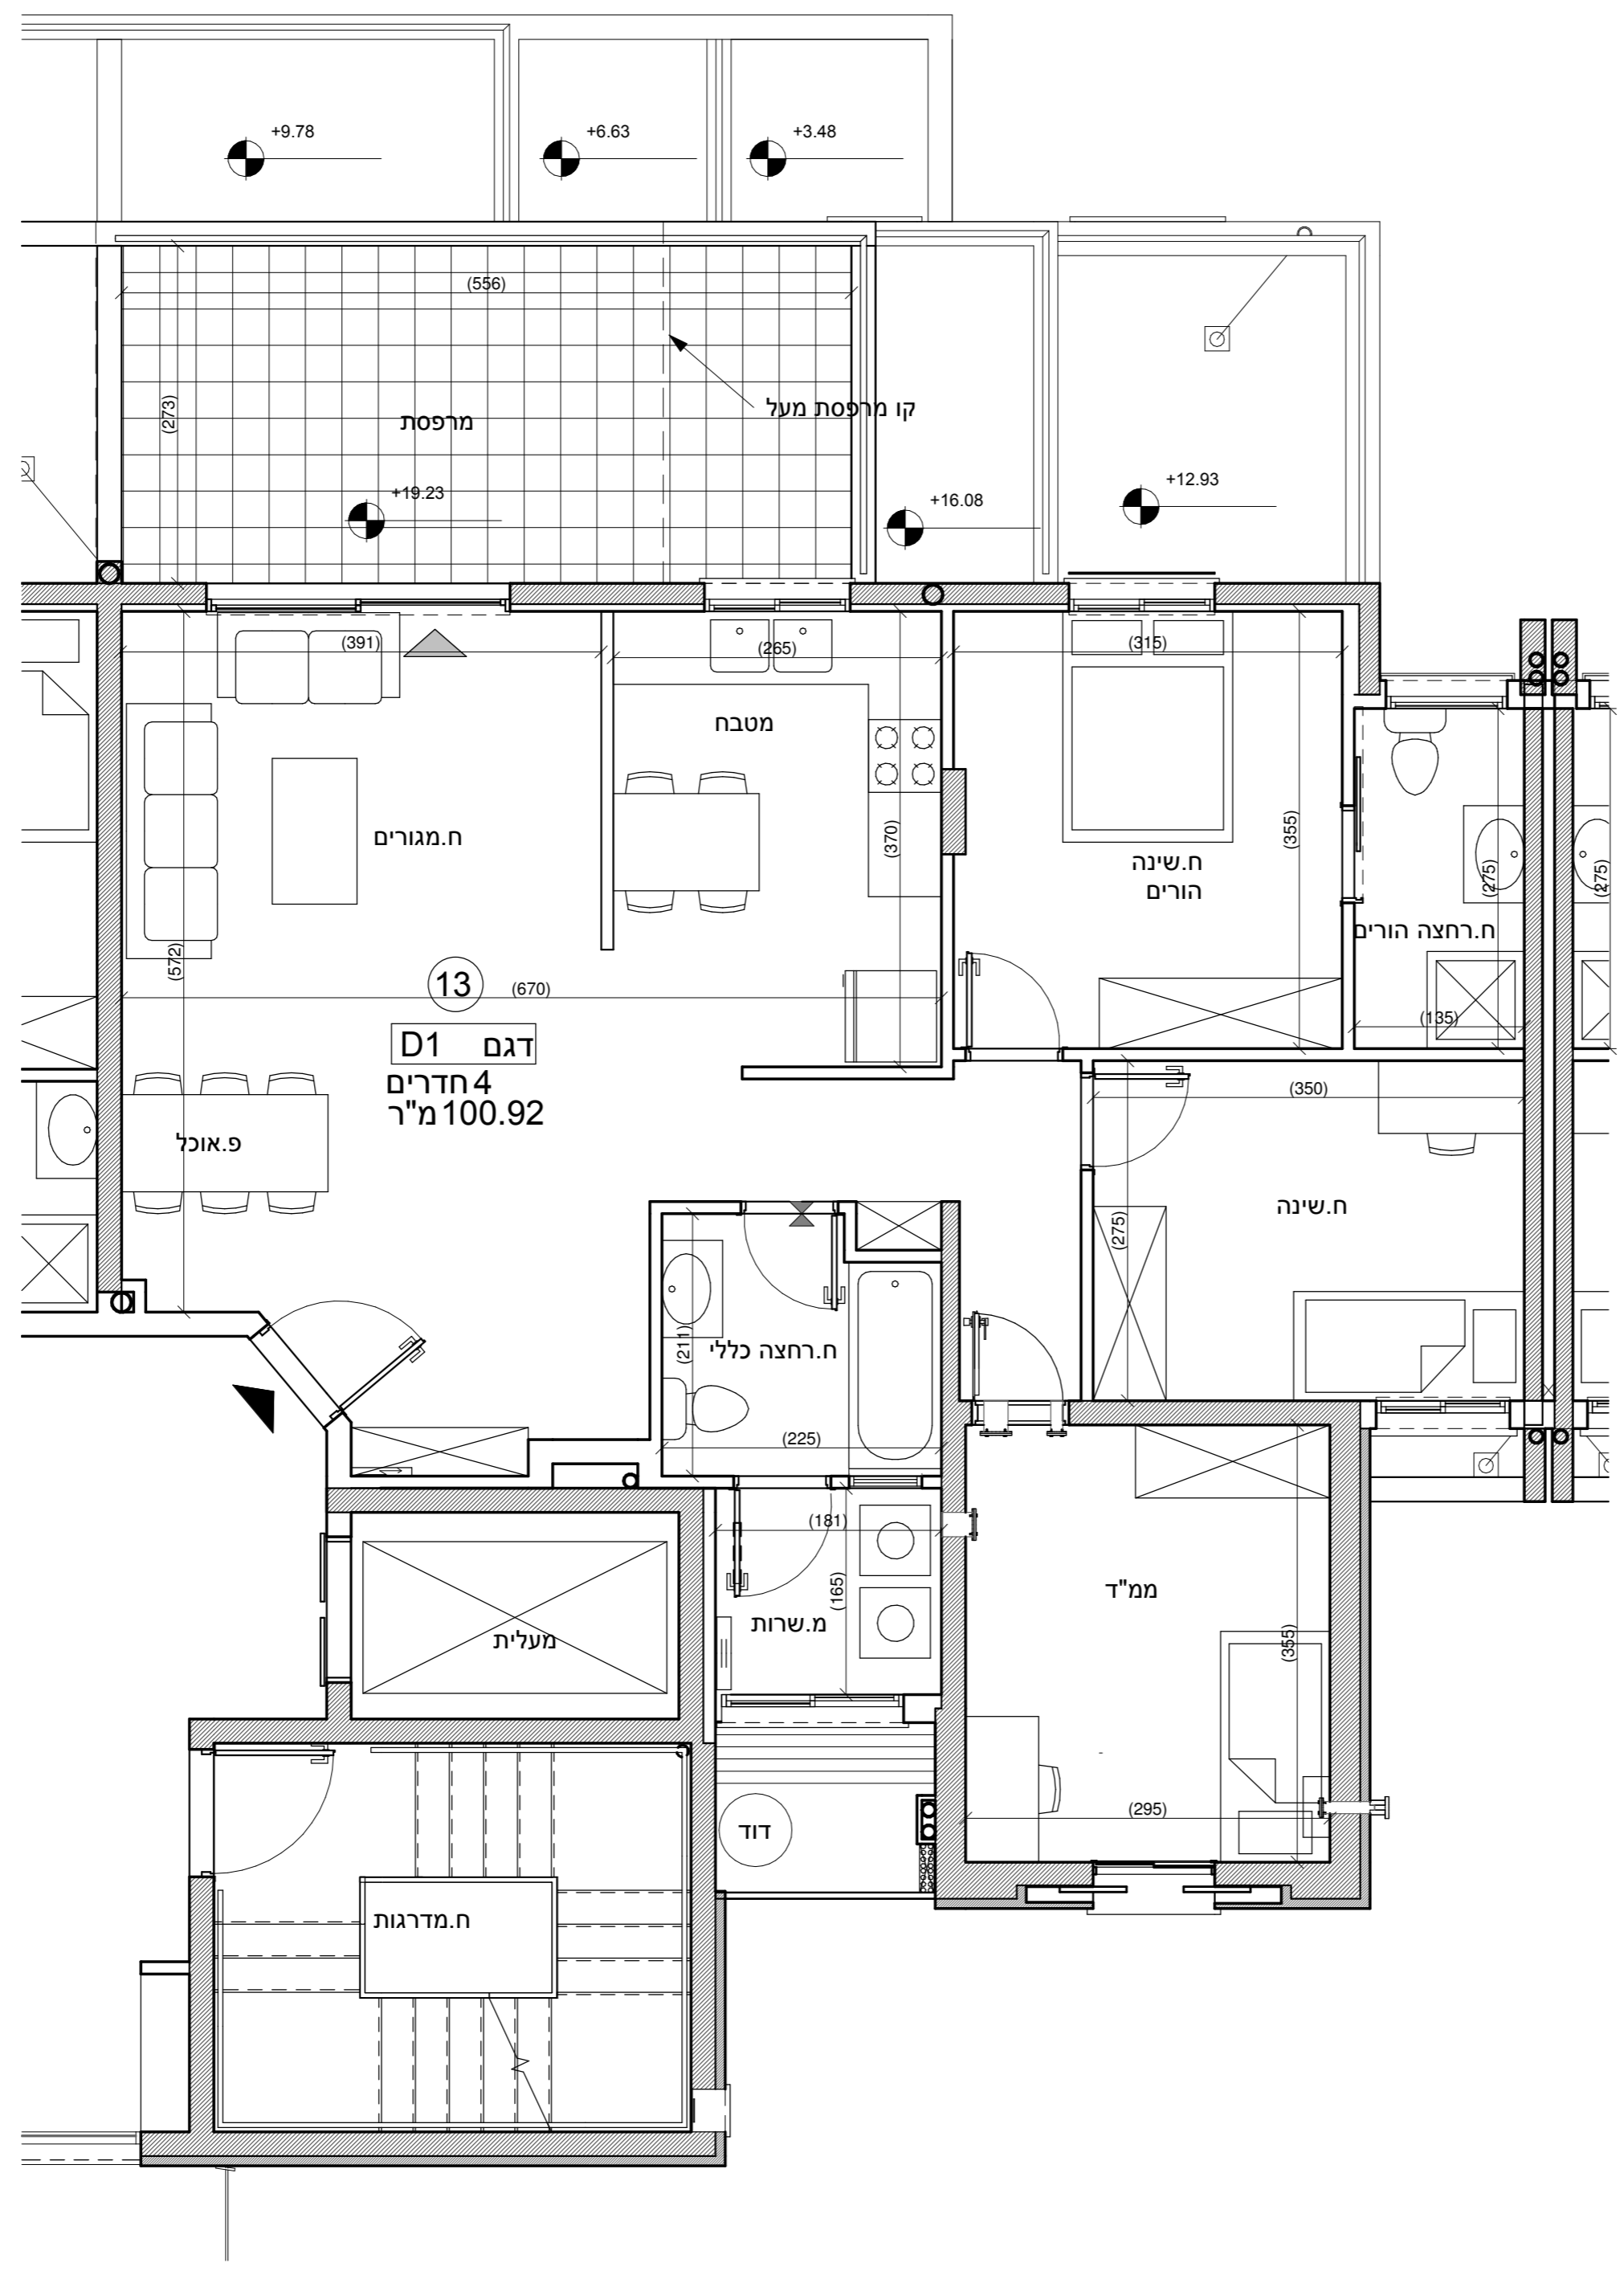 +9.78
+6.63
+3.48
(556)
(273)
מרפסת
קו מרפסת מעל
+19.23
+16.08
+12.93
(391)
(265)
(315)
מטבח
(370)
(355)
ח.מגורים
ח.שינה
הורים
(275)
(275)
ח.רחצה הורים
(572)
13
(670)
(135)
דגם D1
4 חדרים
100.92 מ"ר
(350)
פ.אוכל
ח.שינה
(275)
(211)
ח.רחצה כללי
(225)
(181)
(165)
ממ"ד
מ.שרות
מעלית
(355)
(295)
דוד
ח.מדרגות